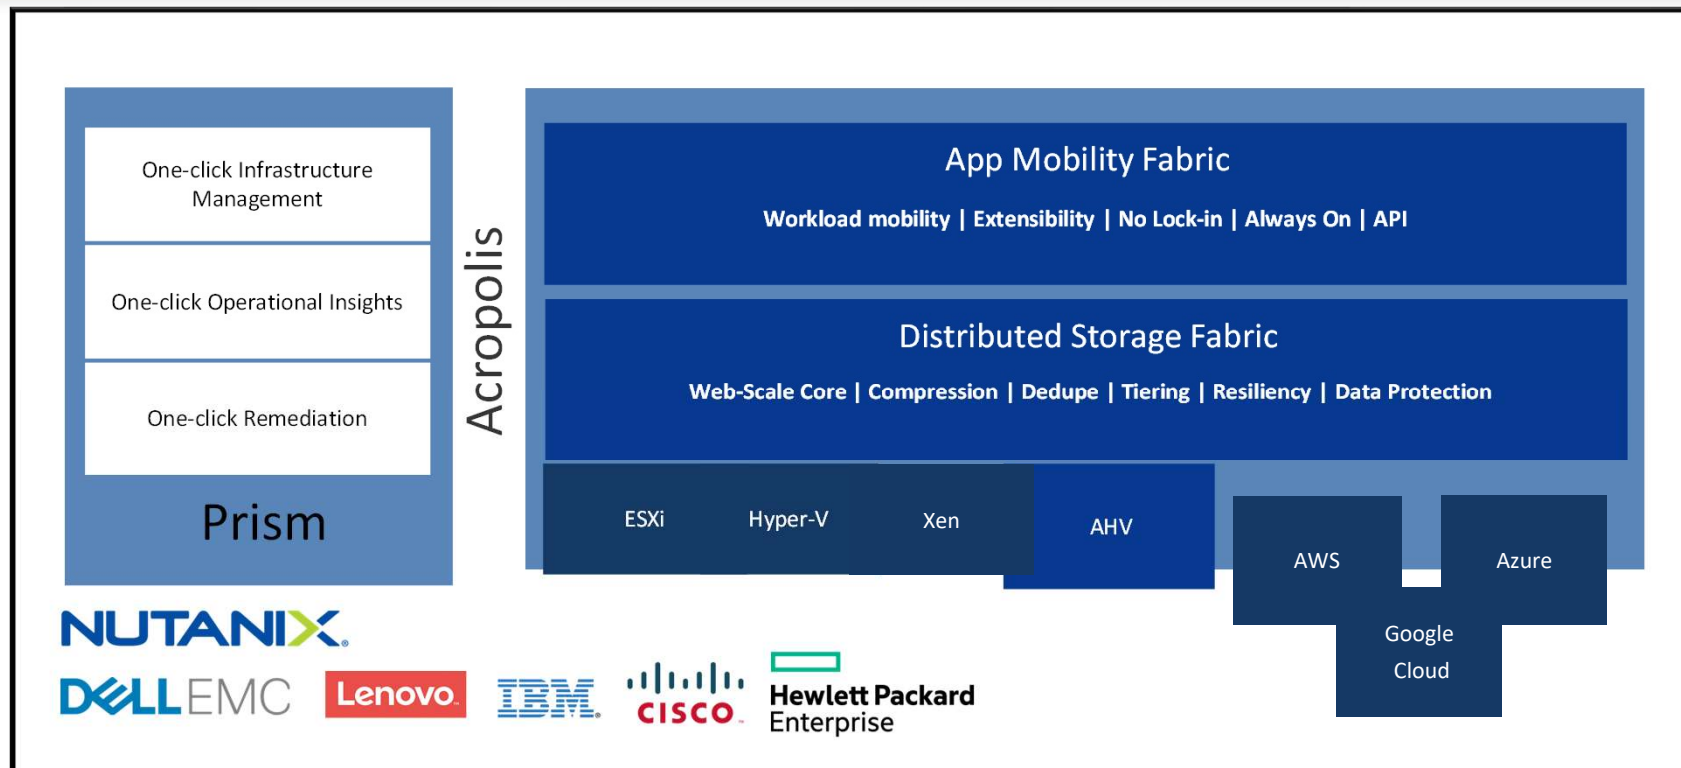 One-click Infrastructure
Management
One-click Operational Insights
One-click Remediation
Prism
Acropolis
App Mobility Fabric
Workload mobility | Extensibility | No Lock-in | Always On | API
Distributed Storage Fabric
Web-Scale Core | Compression | Dedupe | Tiering | Resiliency | Data Protection
ESXi
Hyper-V
Xen
AHV
AWS
Azure
Google
Cloud
NUTANIX.
DELL EMC
Lenovo.
IBM.
CISCO.
Hewlett Packard
Enterprise